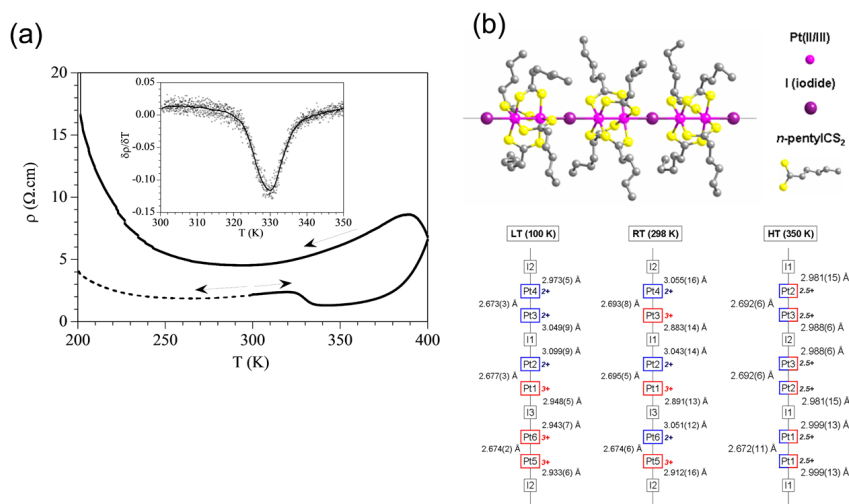 (a)
20
15
10
5
0
ρ (Ω.cm)
200
250
300
350
400
T (K)
0.05
0.00
-0.05
-0.10
-0.15
δρ/δT
300
310
320
330
340
350
T (K)
(b)
Pt(II/III)
I (iodide)
n-pentylCS₂
LT (100 K)
I2
2.973(5) Å
Pt4 2+
2.673(3) Å
Pt3 2+
3.049(9) Å
I1
3.099(9) Å
Pt2 2+
2.677(3) Å
Pt1 3+
2.948(5) Å
I3
2.943(7) Å
Pt6 3+
2.674(2) Å
Pt5 3+
2.933(6) Å
I2
RT (298 K)
I2
3.055(16) Å
Pt4 2+
2.693(8) Å
Pt3 3+
2.883(14) Å
I1
3.043(14) Å
Pt2 2+
2.695(5) Å
Pt1 3+
2.891(13) Å
I3
3.051(12) Å
Pt6 2+
2.674(6) Å
Pt5 3+
2.912(16) Å
I2
HT (350 K)
I1
2.981(15) Å
Pt2 2.5+
2.692(6) Å
Pt3 2.5+
2.988(6) Å
I2
2.988(6) Å
Pt3 2.5+
2.692(6) Å
Pt2 2.5+
2.981(15) Å
I1
2.999(13) Å
Pt1 2.5+
2.672(11) Å
Pt1 2.5+
2.999(13) Å
I1